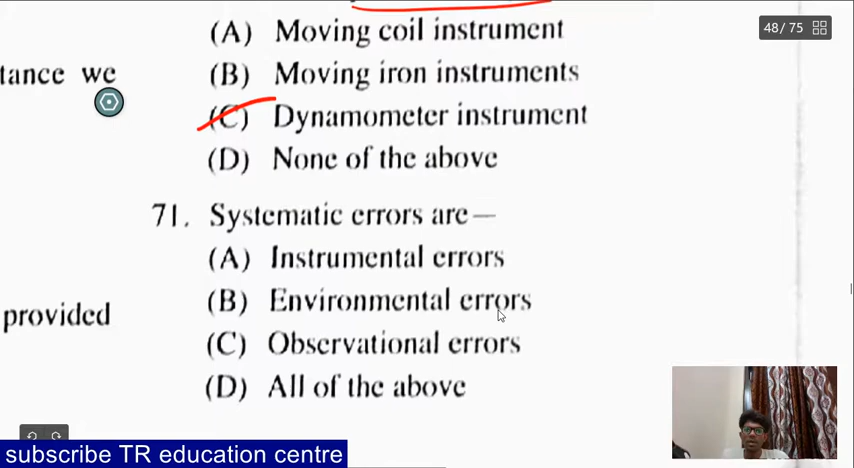 48 / 75
(A) Moving coil instrument
tance we
(B) Moving iron instruments
(C) Dynamometer instrument
(D) None of the above
71. Systematic errors are—
(A) Instrumental errors
(B) Environmental errors
provided
(C) Observational errors
(D) All of the above
subscribe TR education centre